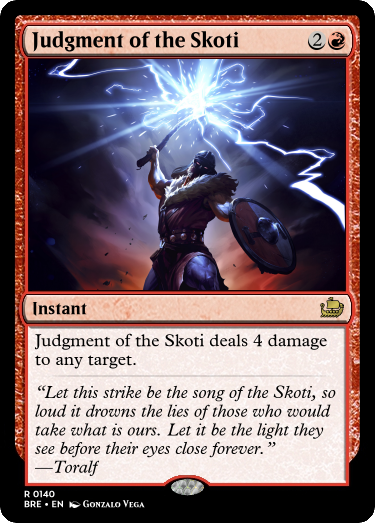 Judgment of the Skoti 2
Instant
Judgment of the Skoti deals 4 damage
to any target.
“Let this strike be the song of the Skoti, so
loud it drowns the lies of those who would
take what is ours. Let it be the light they
see before their eyes close forever.”
—Toralf
R 0140
BRE • EN Gonzalo Vega